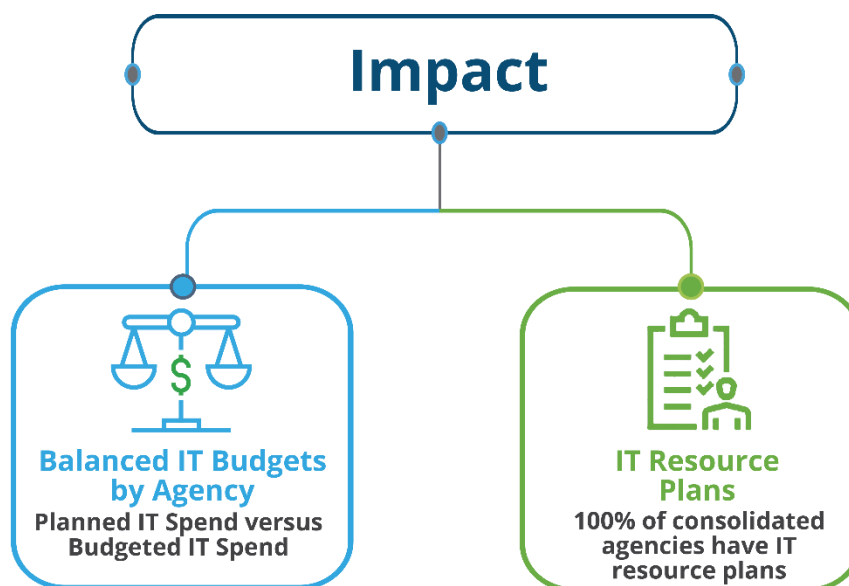 Impact
$
Balanced IT Budgets
by Agency
Planned IT Spend versus
Budgeted IT Spend
IT Resource
Plans
100% of consolidated
agencies have IT
resource plans